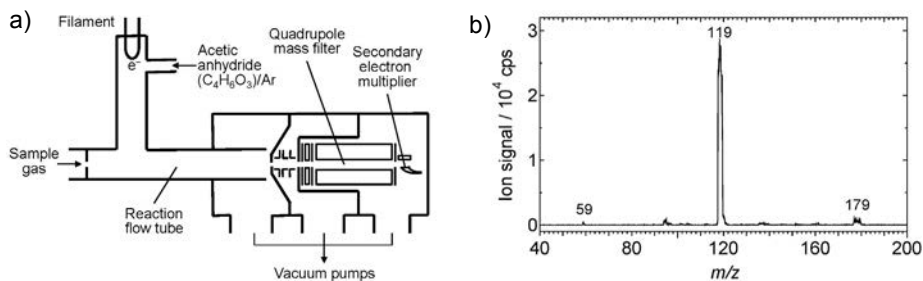 a)
Filament
e⁻
Acetic
anhydride
(C₄H₆O₃)/Ar
Quadrupole
mass filter
Secondary
electron
multiplier
Sample
gas
Reaction
flow tube
Vacuum pumps
b)
Ion signal / 10⁴ cps
3
2
1
0
119
59
179
40
80
120
160
200
m/z